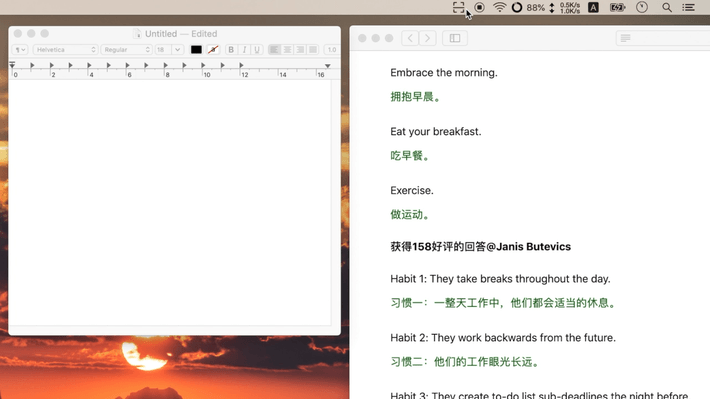 88% 0.5K/s
1.0K/s
A
Untitled — Edited
Helvetica Regular 18 B I U 1.0
0 2 4 6 8 10 12 14 16
Embrace the morning.
拥抱早晨。
Eat your breakfast.
吃早餐。
Exercise.
做运动。
获得158好评的回答@Janis Butevics
Habit 1: They take breaks throughout the day.
习惯一：一整天工作中，他们都会适当的休息。
Habit 2: They work backwards from the future.
习惯二：他们的工作眼光长远。
Habit 3: They create to-do list sub-deadlines the night before